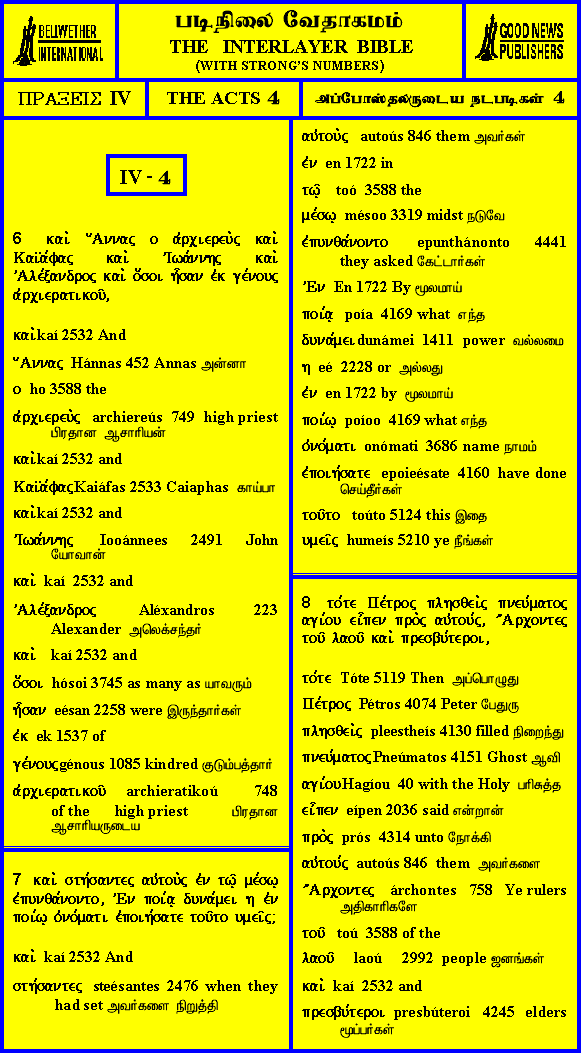 BELLWETHER
INTERNATIONAL
படிநிலை வேதாகமம்
THE INTERLAYER BIBLE
(WITH STRONG'S NUMBERS)
GOOD NEWS
PUBLISHERS
ΠΡΑΞΕΙΣ IV
THE ACTS 4
அப்போஸ்தலருடைய நடபடிகள் 4
IV - 4
6 καὶ Ἅννας ο ἀρχιερεὺς καὶ
Καϊάφας καὶ Ἰωάννης καὶ
Ἀλέξανδρος καὶ ὅσοι ἦσαν ἐκ γένους
ἀρχιερατικοῦ,
καὶ kaí 2532 And
Ἅννας Hánnas 452 Annas அன்னா
ο ho 3588 the
ἀρχιερεὺς archiereús 749 high priest
பிரதான ஆசாரியன்
καὶ kaí 2532 and
Καϊάφας Kaiáfas 2533 Caiaphas காய்பா
καὶ kaí 2532 and
Ἰωάννης Iooánnees 2491 John
யோவான்
καὶ kaí 2532 and
Ἀλέξανδρος Aléxandros 223
Alexander அலெக்சந்தர்
καὶ kaí 2532 and
ὅσοι hósoi 3745 as many as யாவரும்
ἦσαν eésan 2258 were இருந்தார்கள்
ἐκ ek 1537 of
γένους génous 1085 kindred குடும்பத்தார்
ἀρχιερατικοῦ archieratikoú 748
of the high priest பிரதான
ஆசாரியருடைய
7 καὶ στήσαντες αὐτοὺς ἐν τῷ μέσῳ
ἐπυνθάνοντο, Ἐν ποίᾳ δυνάμει η ἐν
ποίῳ ὀνόματι ἐποιήσατε τοῦτο υμεῖς;
καὶ kaí 2532 And
στήσαντες steésantes 2476 when they
had set அவர்களை நிறுத்தி
αὐτοὺς autoús 846 them அவர்கள்
ἐν en 1722 in
τῷ toó 3588 the
μέσῳ mésoo 3319 midst நடுவே
ἐπυνθάνοντο epunthánonto 4441
they asked கேட்டார்கள்
Ἐν En 1722 By மூலமாய்
ποίᾳ poía 4169 what எந்த
δυνάμει dunámei 1411 power வல்லமை
η eé 2228 or அல்லது
ἐν en 1722 by மூலமாய்
ποίῳ poíoo 4169 what எந்த
ὀνόματι onómati 3686 name நாமம்
ἐποιήσατε epoieésate 4160 have done
செய்தீர்கள்
τοῦτο toúto 5124 this இதை
υμεῖς humeís 5210 ye நீங்கள்
8 τότε Πέτρος πλησθεὶς πνεύματος
αγίου εἶπεν πρὸς αὐτούς, Ἄρχοντες
τοῦ λαοῦ καὶ πρεσβύτεροι,
τότε Tóte 5119 Then அப்பொழுது
Πέτρος Pétros 4074 Peter பேதுரு
πλησθεὶς pleestheís 4130 filled நிறைந்து
πνεύματος Pneúmatos 4151 Ghost ஆவி
αγίου Hagíou 40 with the Holy பரிசுத்த
εἶπεν eípen 2036 said என்றான்
πρὸς prós 4314 unto நோக்கி
αὐτούς autoús 846 them அவர்களை
Ἄρχοντες árchontes 758 Ye rulers
அதிகாரிகளே
τοῦ toú 3588 of the
λαοῦ laoú 2992 people ஜனங்கள்
καὶ kaí 2532 and
πρεσβύτεροι presbúteroi 4245 elders
மூப்பர்கள்